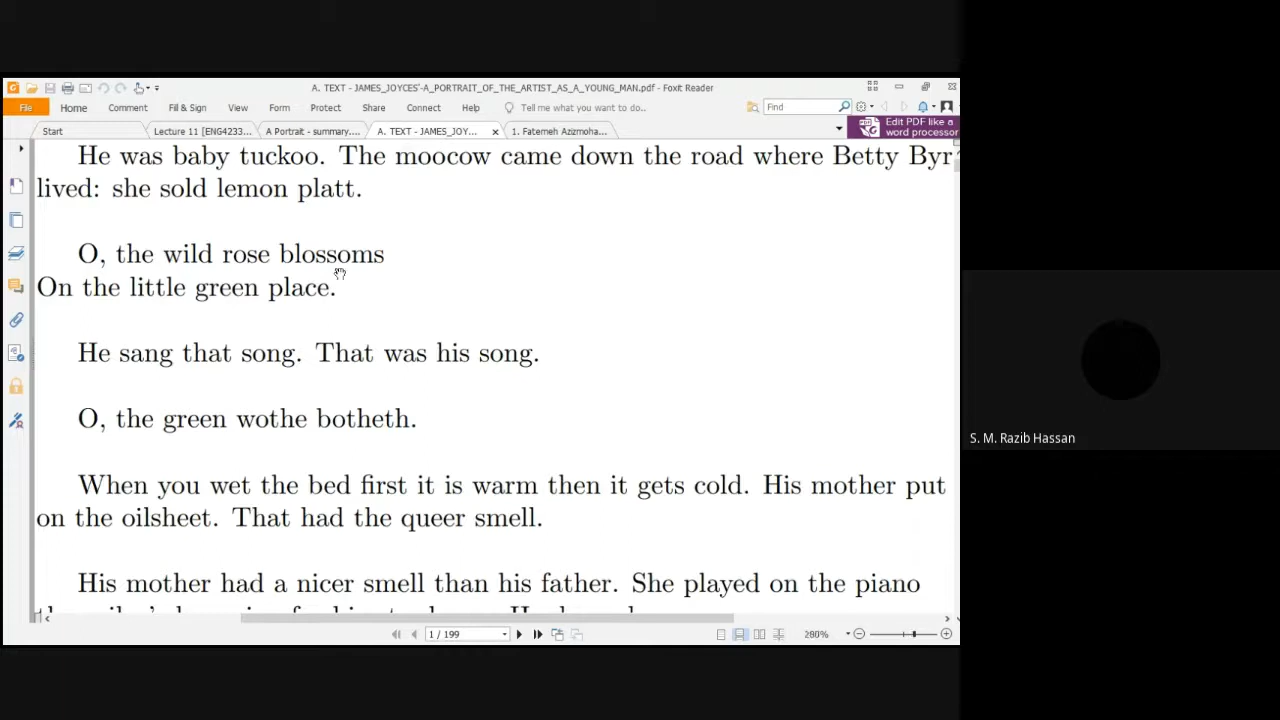 A. TEXT - JAMES_JOYCES'-A_PORTRAIT_OF_THE_ARTIST_AS_A_YOUNG_MAN.pdf - Foxit Reader
File Home Comment Fill & Sign View Form Protect Share Connect Help Tell me what you want to do.. Find
Edit PDF like a
word processor
Start Lecture 11 [ENG4233... A Portrait - summary.... A. TEXT - JAMES_JOY... 1. Fatemeh Azizmoha...
He was baby tuckoo. The moocow came down the road where Betty Byr
lived: she sold lemon platt.
O, the wild rose blossoms
On the little green place.
He sang that song. That was his song.
O, the green wothe botheth.
When you wet the bed first it is warm then it gets cold. His mother put
on the oilsheet. That had the queer smell.
His mother had a nicer smell than his father. She played on the piano
S. M. Razib Hassan
1 / 199
280%